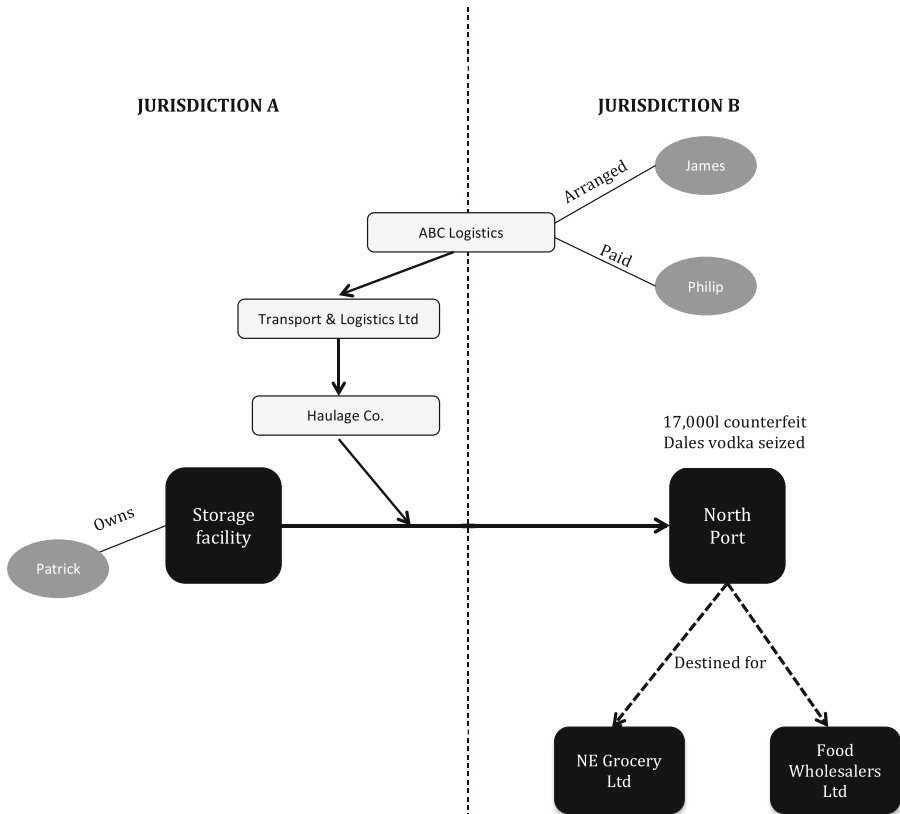 JURISDICTION A
JURISDICTION B
James
Arranged
ABC Logistics
Paid
Philip
Transport & Logistics Ltd
Haulage Co.
17,000l counterfeit
Dales vodka seized
Storage
facility
North
Port
Owns
Patrick
Destined for
NE Grocery
Ltd
Food
Wholesalers
Ltd